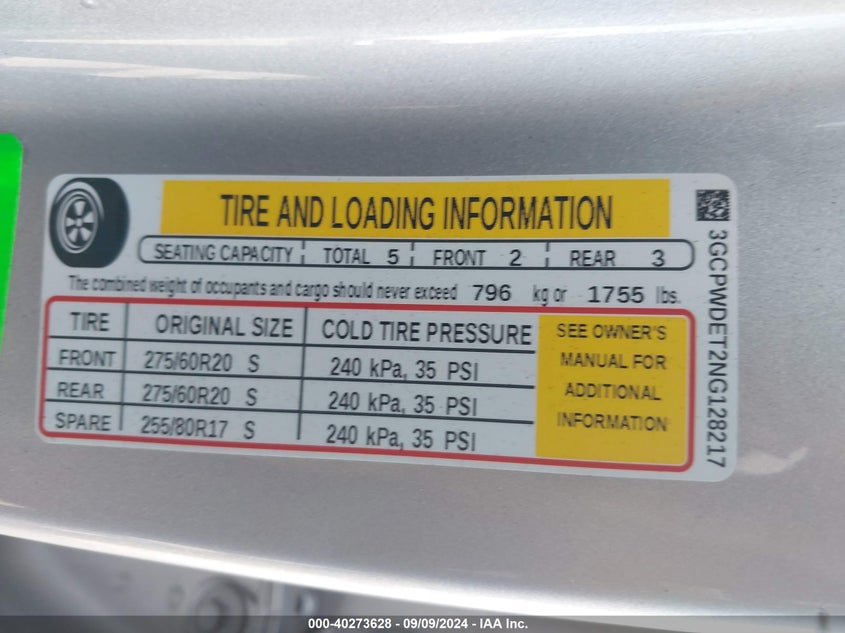 TIRE AND LOADING INFORMATION
SEATING CAPACITY TOTAL 5 FRONT 2 REAR 3
The combined weight of occupants and cargo should never exceed 796 kg or 1755 lbs.
TIRE ORIGINAL SIZE COLD TIRE PRESSURE
FRONT 275/60R20 S 240 kPa, 35 PSI
REAR 275/60R20 S 240 kPa, 35 PSI
SPARE 255/80R17 S 240 kPa, 35 PSI
SEE OWNER'S
MANUAL FOR
ADDITIONAL
INFORMATION
3GCPWDET2NG128217
000-40273628 - 09/09/2024 - IAA Inc.